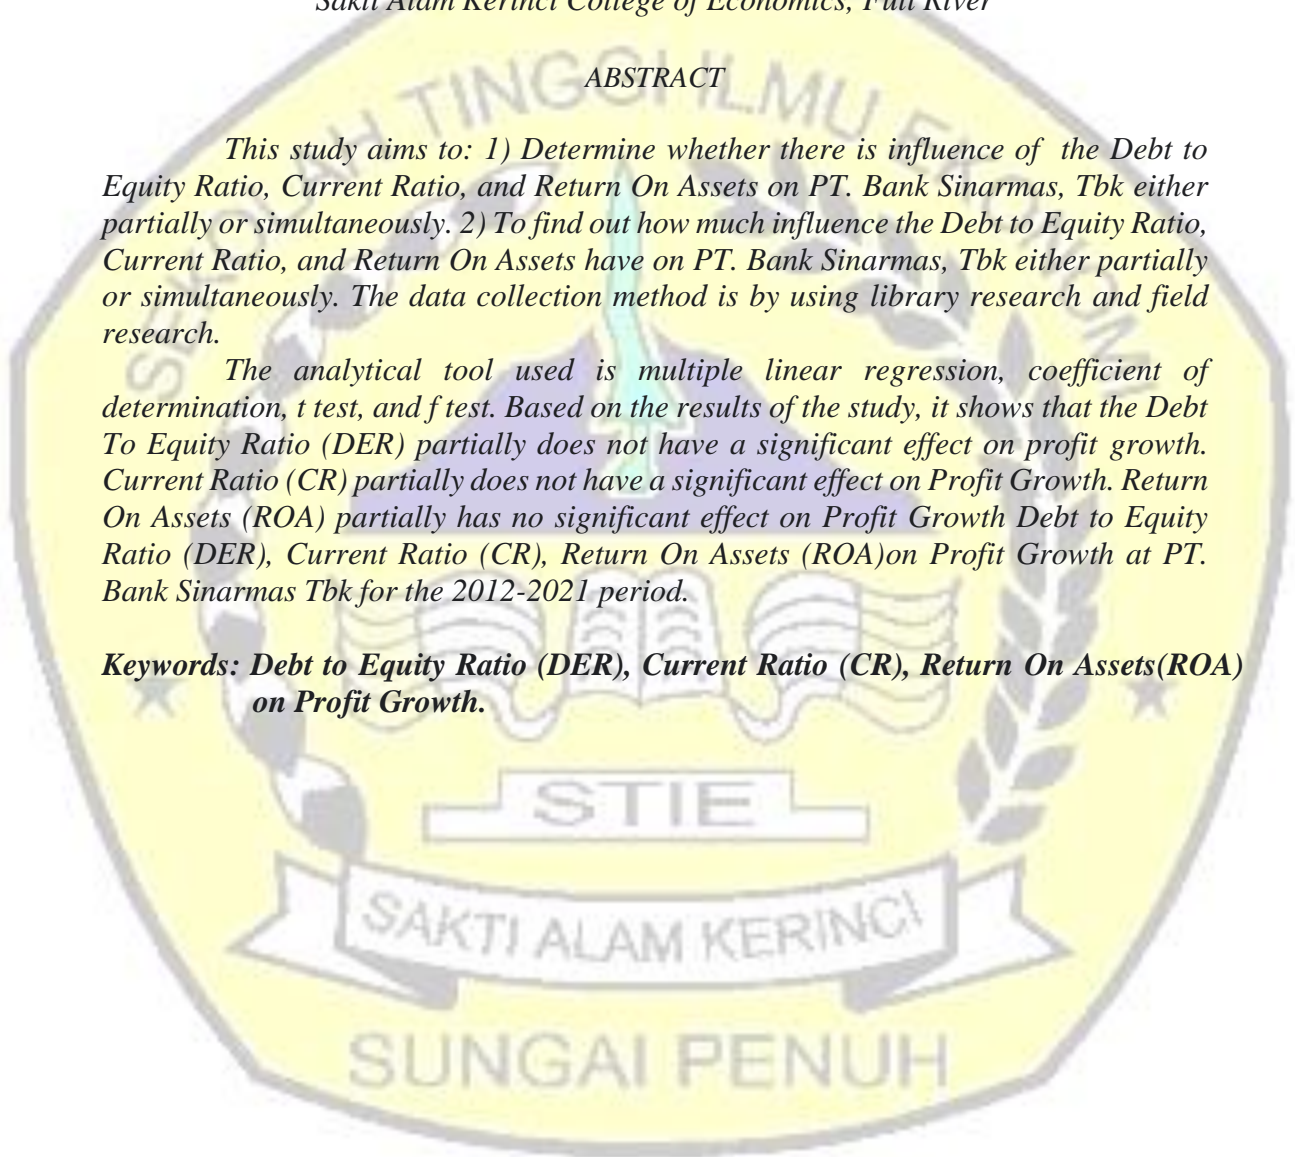 Sakti Alam Kerinci College of Economics, Full River
ABSTRACT
This study aims to: 1) Determine whether there is influence of the Debt to
Equity Ratio, Current Ratio, and Return On Assets on PT. Bank Sinarmas, Tbk either
partially or simultaneously. 2) To find out how much influence the Debt to Equity Ratio,
Current Ratio, and Return On Assets have on PT. Bank Sinarmas, Tbk either partially
or simultaneously. The data collection method is by using library research and field
research.
The analytical tool used is multiple linear regression, coefficient of
determination, t test, and f test. Based on the results of the study, it shows that the Debt
To Equity Ratio (DER) partially does not have a significant effect on profit growth.
Current Ratio (CR) partially does not have a significant effect on Profit Growth. Return
On Assets (ROA) partially has no significant effect on Profit Growth Debt to Equity
Ratio (DER), Current Ratio (CR), Return On Assets (ROA)on Profit Growth at PT.
Bank Sinarmas Tbk for the 2012-2021 period.
Keywords: Debt to Equity Ratio (DER), Current Ratio (CR), Return On Assets(ROA)
on Profit Growth.
STIE
SAKTI ALAM KERINCI
SUNGAI PENUH